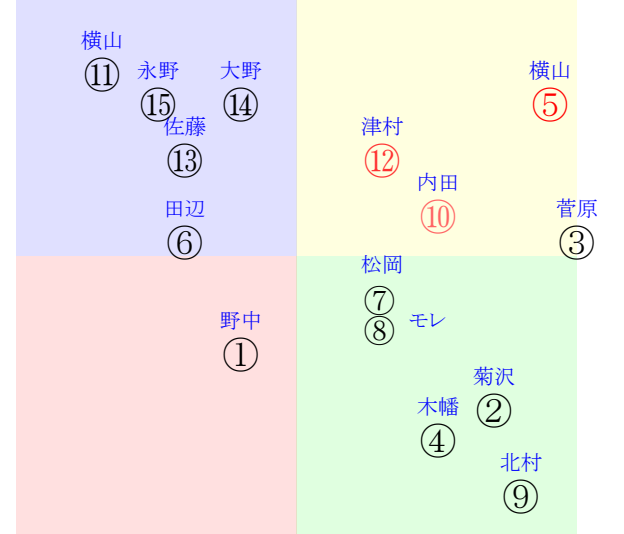 横山
⑪
永野
⑮
大野
⑭
横山
⑤
佐藤
⑬
津村
⑫
内田
⑩
田辺
⑥
菅原
③
松岡
⑦
⑧ モレ
野中
①
菊沢
②
木幡
④
北村
⑨